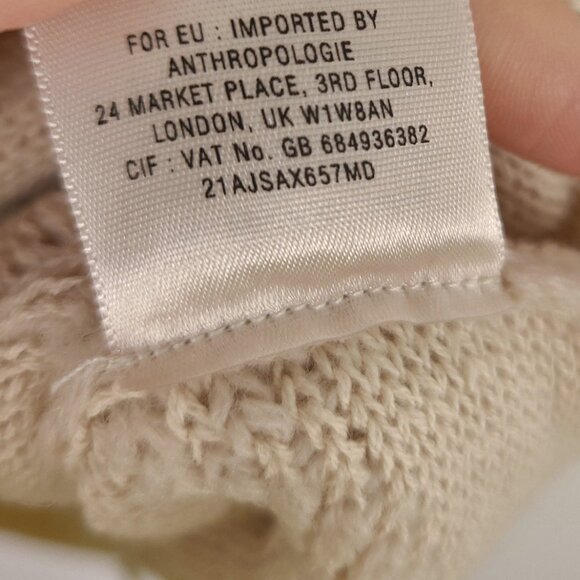 FOR EU : IMPORTED BY
ANTHROPOLOGIE
24 MARKET PLACE, 3RD FLOOR,
LONDON, UK W1W8AN
CIF : VAT No. GB 684936382
21AJSAX657MD